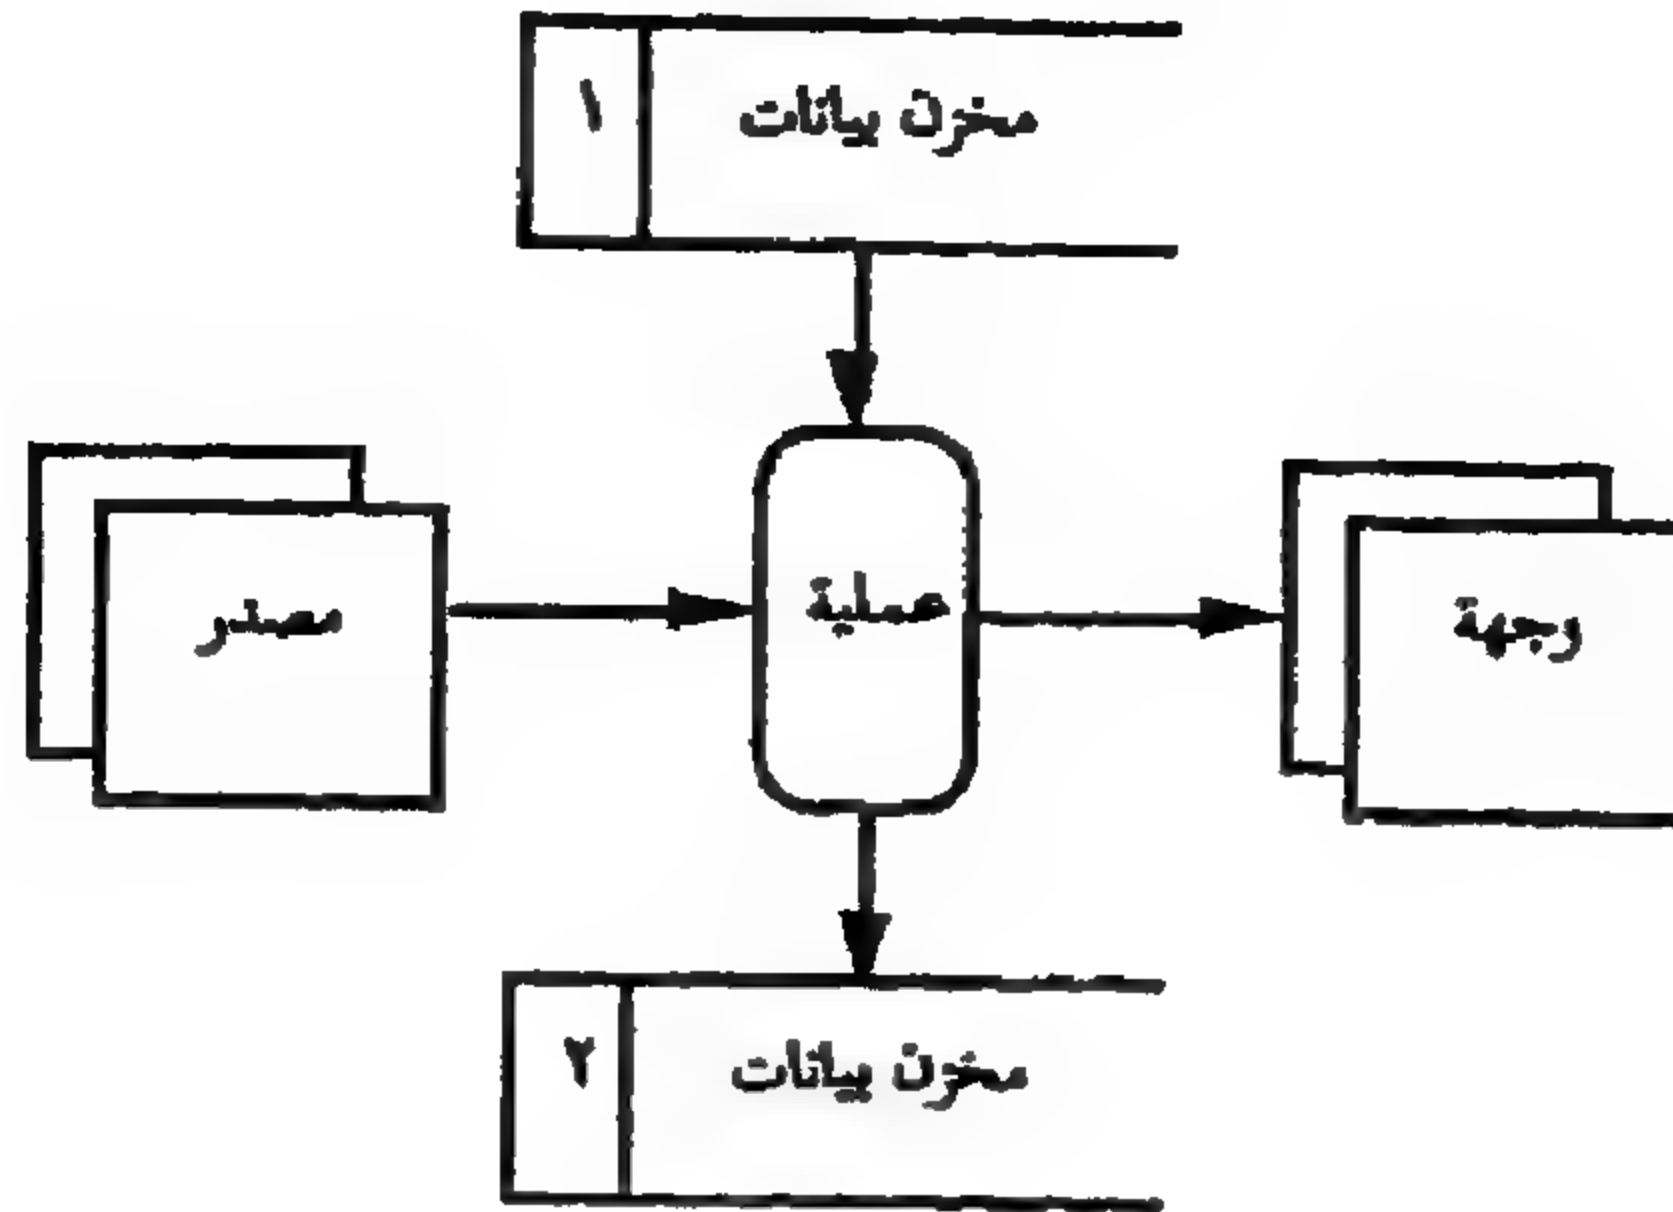 ١ مخزن بيانات
مصدر
عملية
وجهة
٢ مخزن بيانات